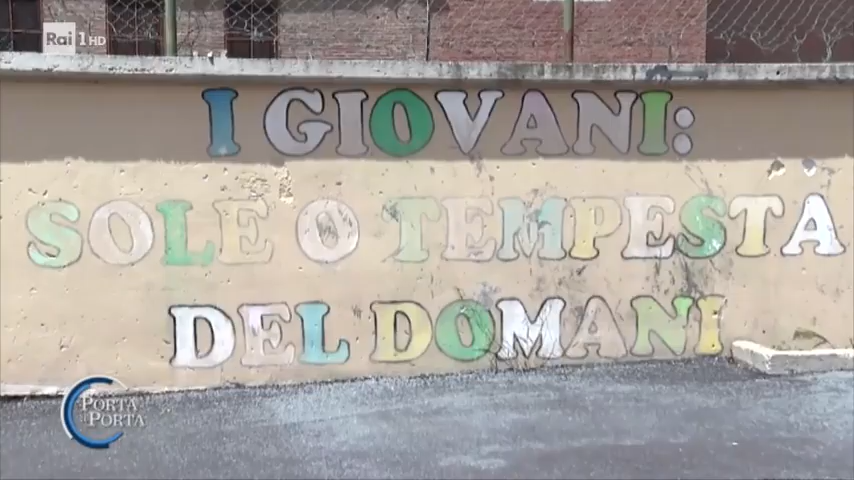 Rai 1 HD
I GIOVANI:
SOLE O TEMPESTA
DEL DOMANI
PORTA A PORTA